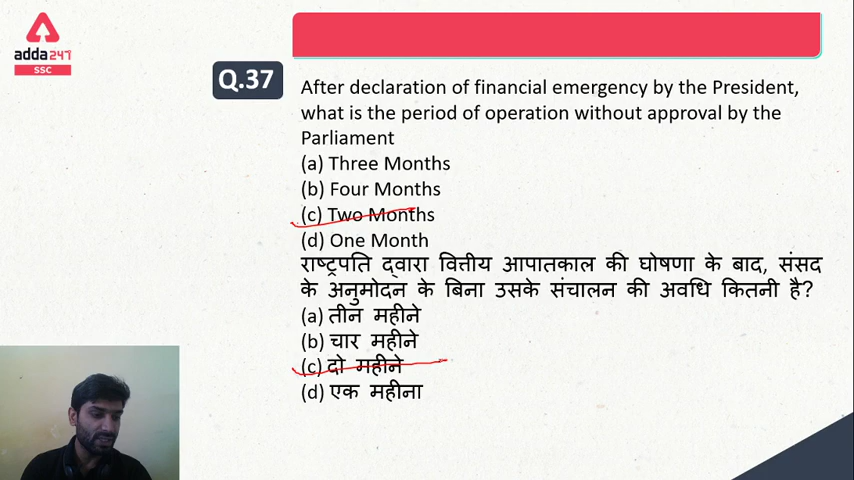 adda247
SSC
Q.37
After declaration of financial emergency by the President,
what is the period of operation without approval by the
Parliament
(a) Three Months
(b) Four Months
(c) Two Months
(d) One Month
राष्ट्रपति द्वारा वित्तीय आपातकाल की घोषणा के बाद, संसद
के अनुमोदन के बिना उसके संचालन की अवधि कितनी है?
(a) तीन महीने
(b) चार महीने
(c) दो महीने
(d) एक महीना